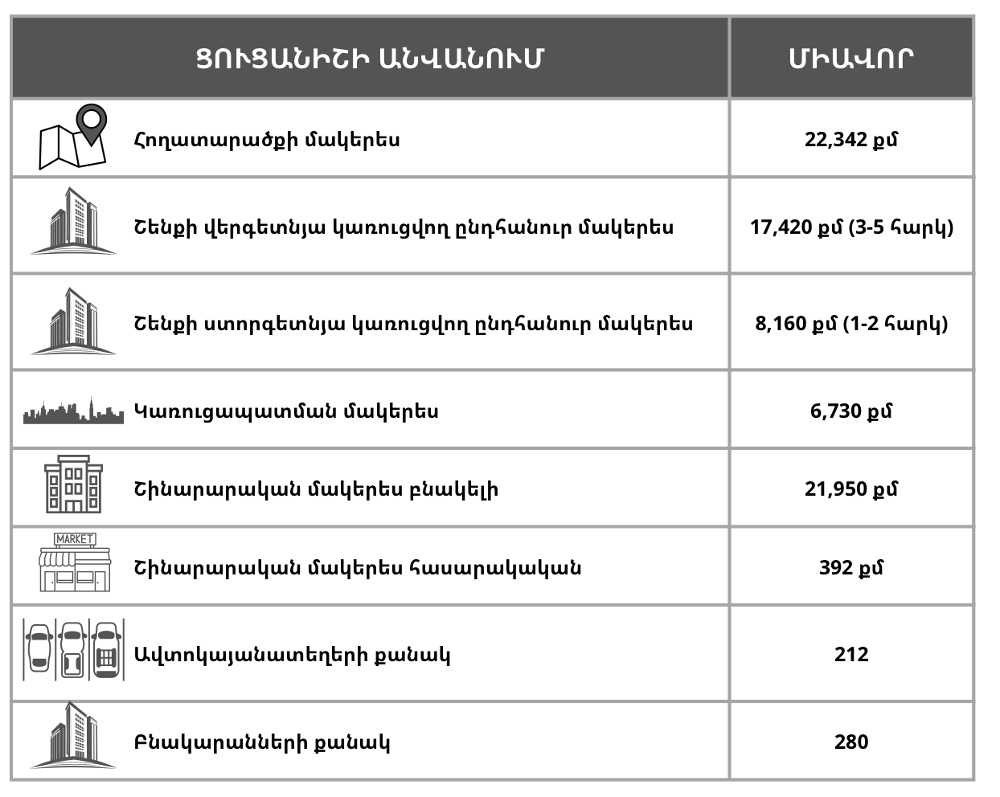 ՑՈՒՑԱՆԻՇԻ ԱՆՎԱՆՈՒՄ ՄԻԱՎՈՐ
Հողատարածքի մակերես 22,342 քմ
Շենքի վերգետնյա կառուցվող ընդհանուր մակերես 17,420 քմ (3-5 հարկ)
Շենքի ստորգետնյա կառուցվող ընդհանուր մակերես 8,160 քմ (1-2 հարկ)
Կառուցապատման մակերես 6,730 քմ
Շինարարական մակերես բնակելի 21,950 քմ
MARKET
Շինարարական մակերես հասարակական 392 քմ
Ավտոկայանատեղերի քանակ 212
Բնակարանների քանակ 280